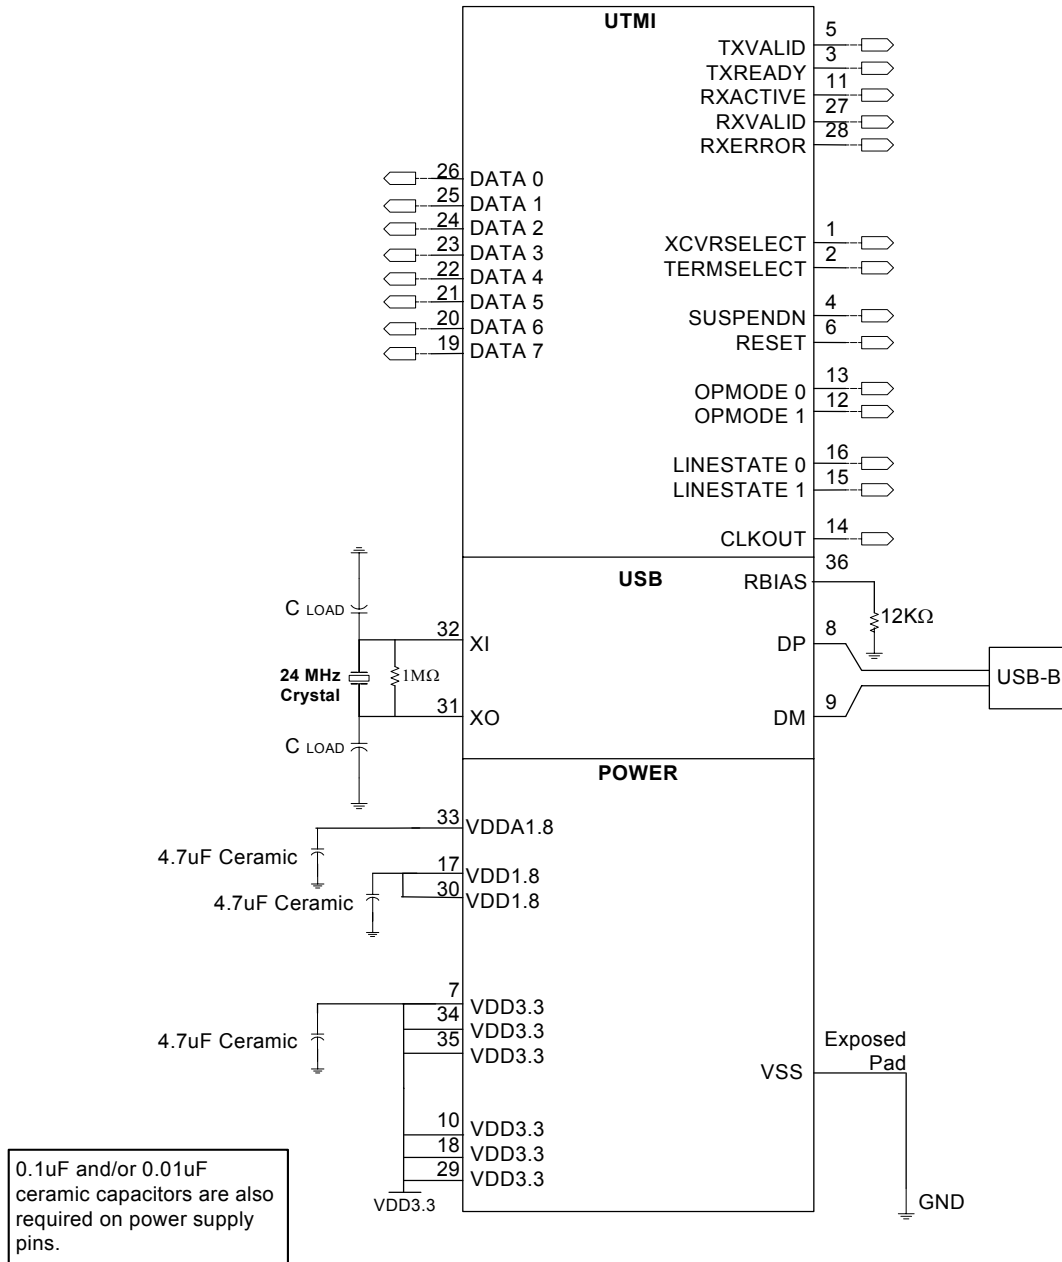 UTMI
5
TXVALID
3
TXREADY
11
RXACTIVE
27
RXVALID
28
RXERROR
26 DATA 0
25 DATA 1
24 DATA 2
23 DATA 3
22 DATA 4
21 DATA 5
20 DATA 6
19 DATA 7
1
XCVRSELECT
2
TERMSELECT
4
SUSPENDN
6
RESET
13
OPMODE 0
12
OPMODE 1
16
LINESTATE 0
15
LINESTATE 1
14
CLKOUT
USB
36
RBIAS
12KΩ
C LOAD
32
XI
24 MHz
Crystal
1MΩ
31
XO
C LOAD
8
DP
9
DM
USB-B
POWER
33
VDDA1.8
4.7uF Ceramic
17
VDD1.8
30
VDD1.8
4.7uF Ceramic
7
VDD3.3
34
VDD3.3
35
VDD3.3
4.7uF Ceramic
10
VDD3.3
18
VDD3.3
29
VDD3.3
VDD3.3
Exposed
Pad
VSS
GND
0.1uF and/or 0.01uF
ceramic capacitors are also
required on power supply
pins.